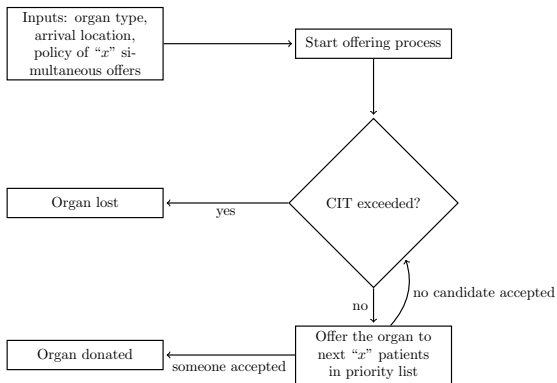 Inputs: organ type,
arrival location,
policy of “x” si-
multaneous offers
Start offering process
CIT exceeded?
yes
Organ lost
no
no candidate accepted
Offer the organ to
next “x” patients
in priority list
someone accepted
Organ donated